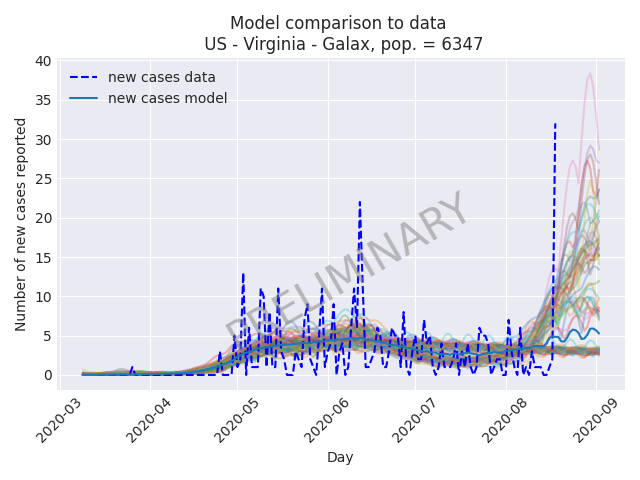 Model comparison to data
US - Virginia - Galax, pop. = 6347
40
35
30
25
20
15
10
5
0
Number of new cases reported
new cases data
new cases model
PRELIMINARY
2020-03
2020-04
2020-05
2020-06
2020-07
2020-08
2020-09
Day